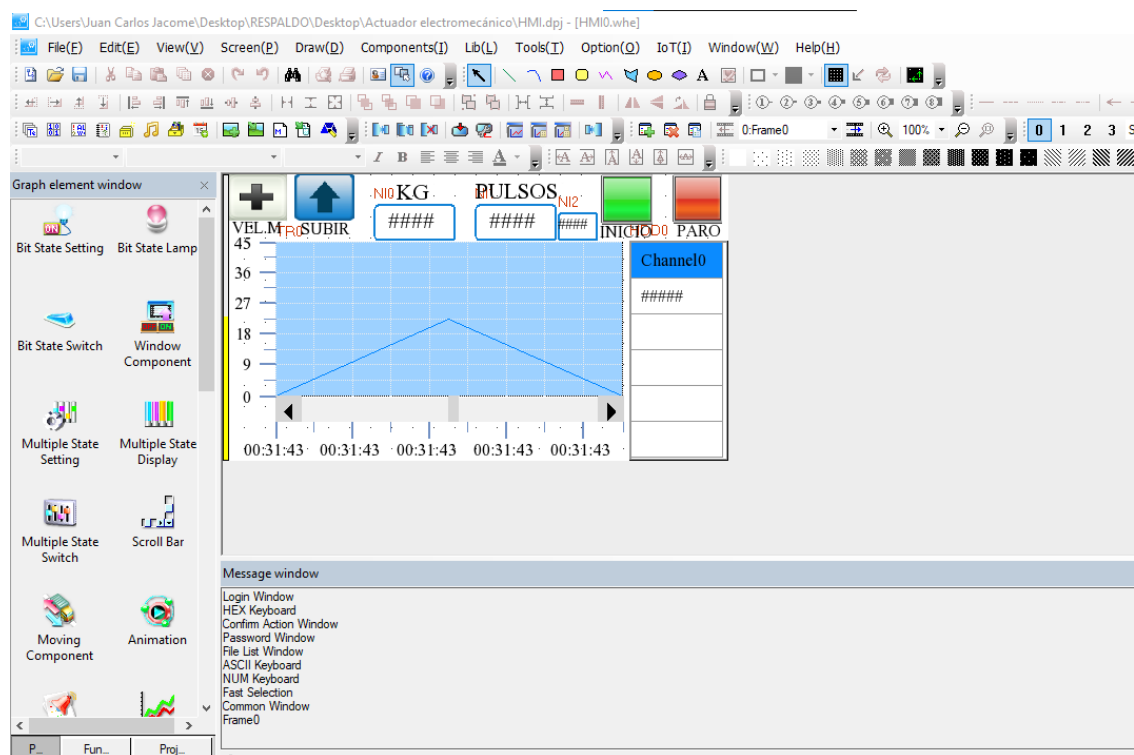 C:\Users\Juan Carlos Jacome\Desktop\RESPALDO\Desktop\Actuador electromecánico\HMI.dpj - [HMI0.whe]
File(F) Edit(E) View(V) Screen(P) Draw(D) Components(I) Lib(L) Tools(T) Option(O) IoT(I) Window(W) Help(H)
0:Frame0 100% 0 1 2 3 S
I B A
Graph element window
Bit State Setting Bit State Lamp
Bit State Switch Window Component
Multiple State Setting Multiple State Display
Multiple State Switch Scroll Bar
Moving Component Animation
P... Fun... Proj...
NI0 KG PULSOS NI2
#### #### ####
VEL.M TR0 SUBIR INICIO PARO
45
36
27
18
9
0
00:31:43 00:31:43 00:31:43 00:31:43 00:31:43
Channel0
#####
Message window
Login Window
HEX Keyboard
Confirm Action Window
Password Window
File List Window
ASCII Keyboard
NUM Keyboard
Fast Selection
Common Window
Frame0